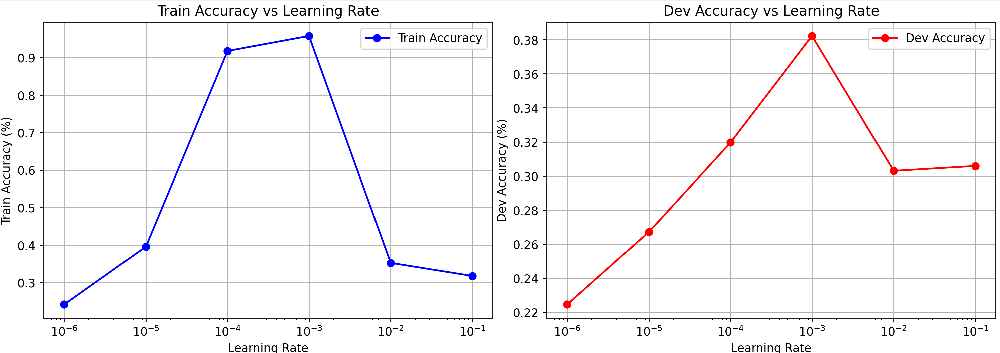 Train Accuracy vs Learning Rate
Train Accuracy
0.9
0.8
0.7
0.6
0.5
0.4
0.3
Train Accuracy (%)
10⁻⁶ 10⁻⁵ 10⁻⁴ 10⁻³ 10⁻² 10⁻¹
Learning Rate
Dev Accuracy vs Learning Rate
Dev Accuracy
0.38
0.36
0.34
0.32
0.30
0.28
0.26
0.24
0.22
Dev Accuracy (%)
10⁻⁶ 10⁻⁵ 10⁻⁴ 10⁻³ 10⁻² 10⁻¹
Learning Rate